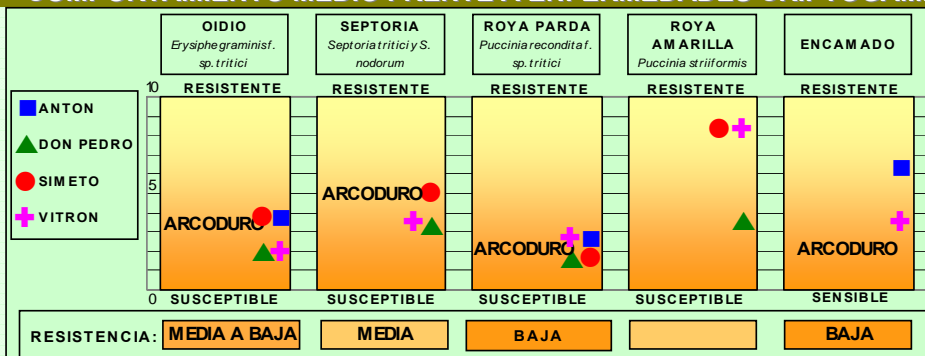 OIDIO
Erysiphe graminis f.
sp. tritici
SEPTORIA
Septoria tritici y S.
nodorum
ROYA PARDA
Puccinia recondita f.
sp. tritici
ROYA
AMARILLA
Puccinia striiformis
ENCAMADO
ANTON
DON PEDRO
SIMETO
VITRON
10
5
0
RESISTENTE
ARCODURO
SUSCEPTIBLE
RESISTENTE
ARCODURO
SUSCEPTIBLE
RESISTENTE
ARCODURO
SUSCEPTIBLE
RESISTENTE
SUSCEPTIBLE
RESISTENTE
ARCODURO
SENSIBLE
RESISTENCIA:
MEDIA A BAJA
MEDIA
BAJA
BAJA